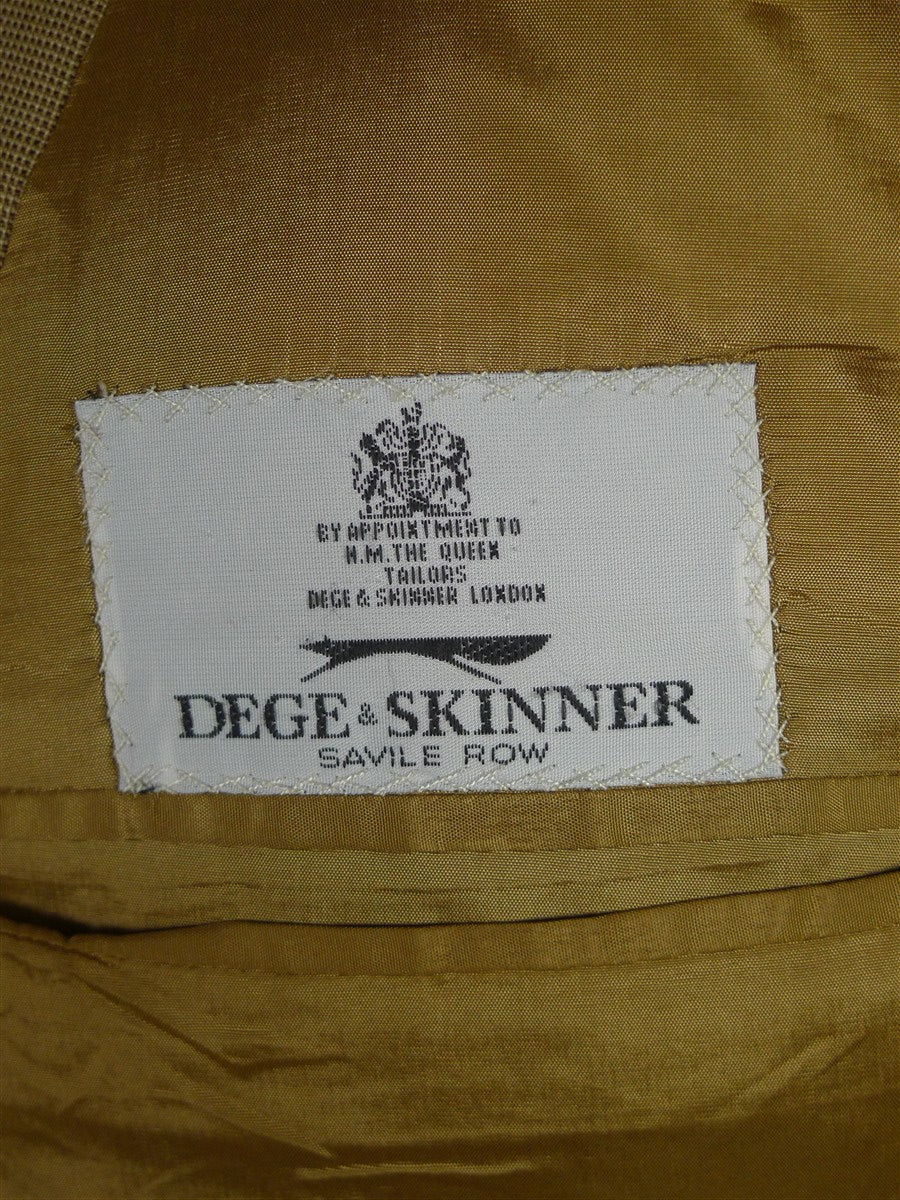 BY APPOINTMENT TO
H.M. THE QUEEN
TAILORS
DEGE & SKINNER LONDON
DEGE & SKINNER
SAVILE ROW